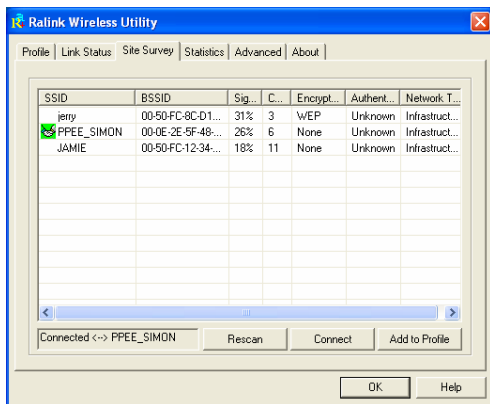 Ralink Wireless Utility
Profile Link Status Site Survey Statistics Advanced About
SSID BSSID Sig... C... Encrypt... Authent... Network T...
jerry 00-50-FC-8C-D1... 31% 3 WEP Unknown Infrastruct...
PPEE_SIMON 00-0E-2E-5F-48-... 26% 6 None Unknown Infrastruct...
JAMIE 00-50-FC-12-34-... 18% 11 None Unknown Infrastruct...
Connected <--> PPEE_SIMON Rescan Connect Add to Profile
OK Help